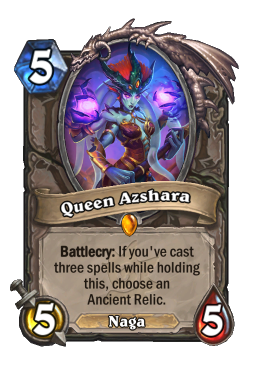 5
Queen Azshara
Battlecry: If you've cast
three spells while holding
this, choose an
Ancient Relic.
5
Naga
5